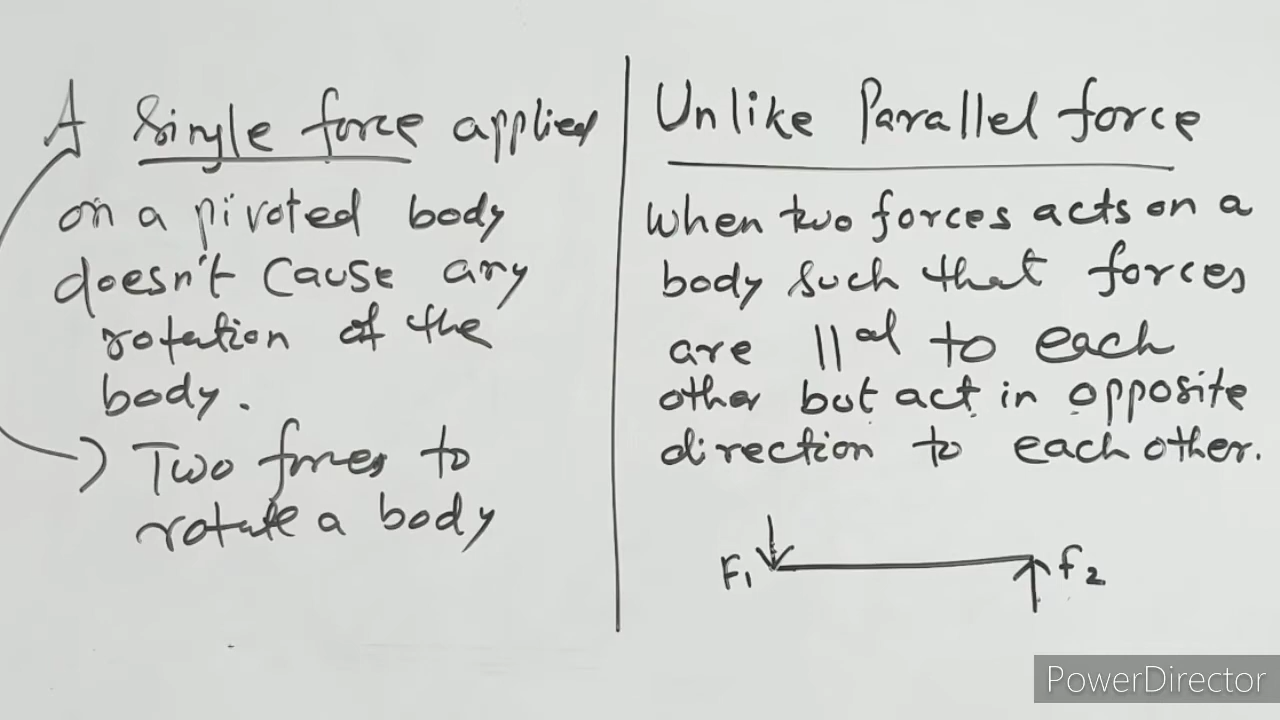 A single force applied
on a pivoted body
doesn't cause any
rotation of the
body.
Two forces to
rotate a body
Unlike Parallel force
when two forces acts on a
body such that forces
are ||al to each
other but act in opposite
direction to each other.
F1
f2
PowerDirector